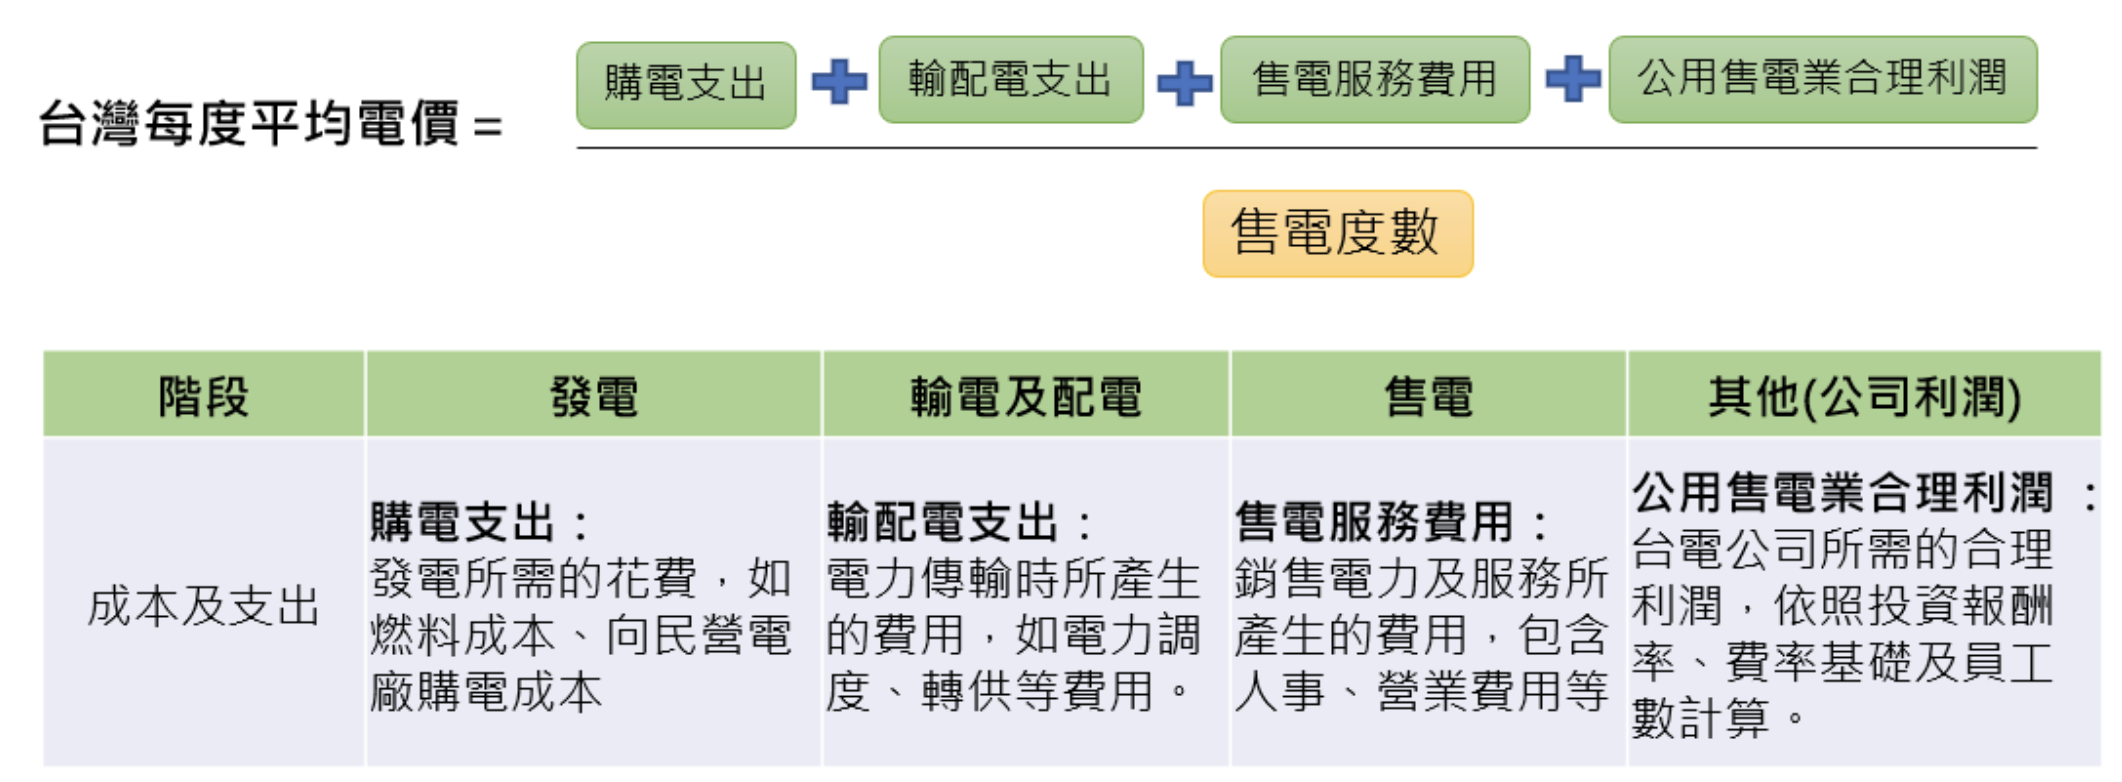 購電支出 輸配電支出 售電服務費用 公用售電業合理利潤
台灣每度平均電價 =
售電度數
階段 發電 輸電及配電 售電 其他(公司利潤)
成本及支出
購電支出：
發電所需的花費，如
燃料成本、向民營電
廠購電成本
輸配電支出：
電力傳輸時所產生
的費用，如電力調
度、轉供等費用。
售電服務費用：
銷售電力及服務所
產生的費用，包含
人事、營業費用等
公用售電業合理利潤 ：
台電公司所需的合理
利潤，依照投資報酬
率、費率基礎及員工
數計算。